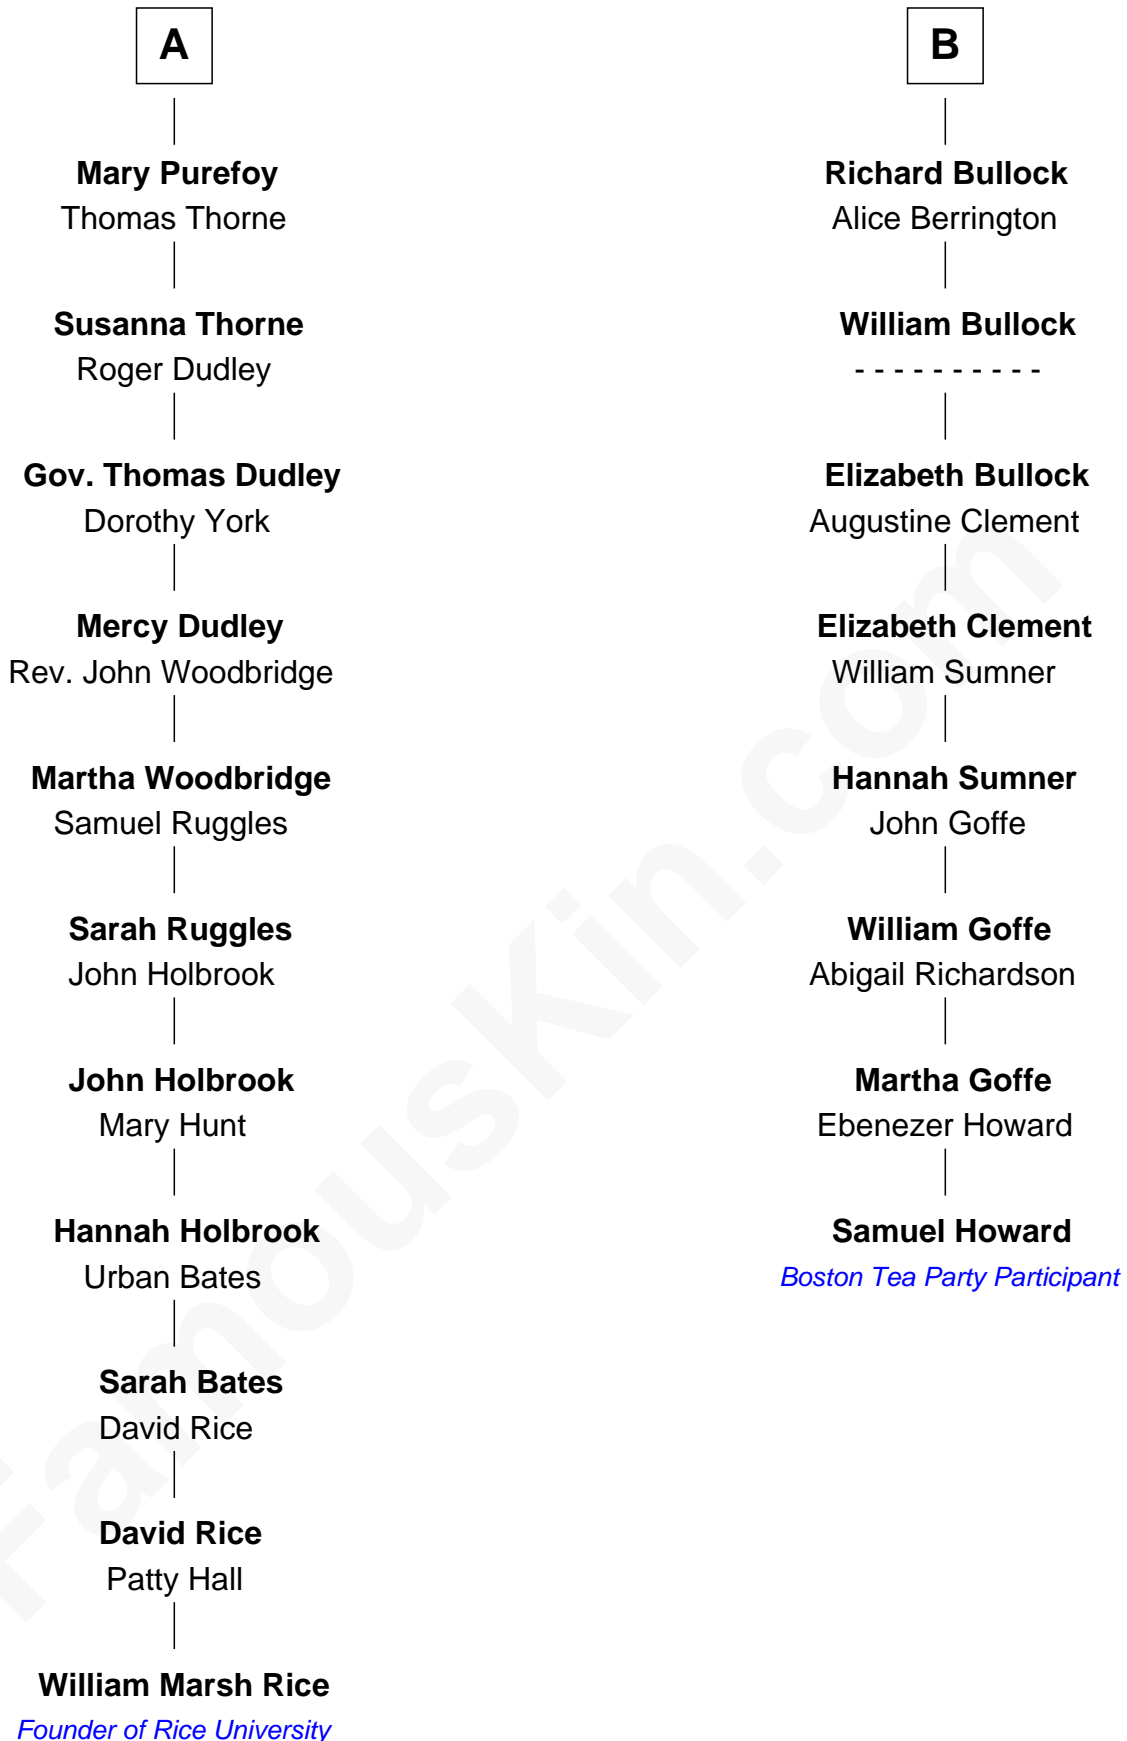 A
Mary Purefoy
Thomas Thorne
Susanna Thorne
Roger Dudley
Gov. Thomas Dudley
Dorothy York
Mercy Dudley
Rev. John Woodbridge
Martha Woodbridge
Samuel Ruggles
Sarah Ruggles
John Holbrook
John Holbrook
Mary Hunt
Hannah Holbrook
Urban Bates
Sarah Bates
David Rice
David Rice
Patty Hall
William Marsh Rice
Founder of Rice University
B
Richard Bullock
Alice Berrington
William Bullock
- - - - - - - - - -
Elizabeth Bullock
Augustine Clement
Elizabeth Clement
William Sumner
Hannah Sumner
John Goffe
William Goffe
Abigail Richardson
Martha Goffe
Ebenezer Howard
Samuel Howard
Boston Tea Party Participant
FamousKin.com